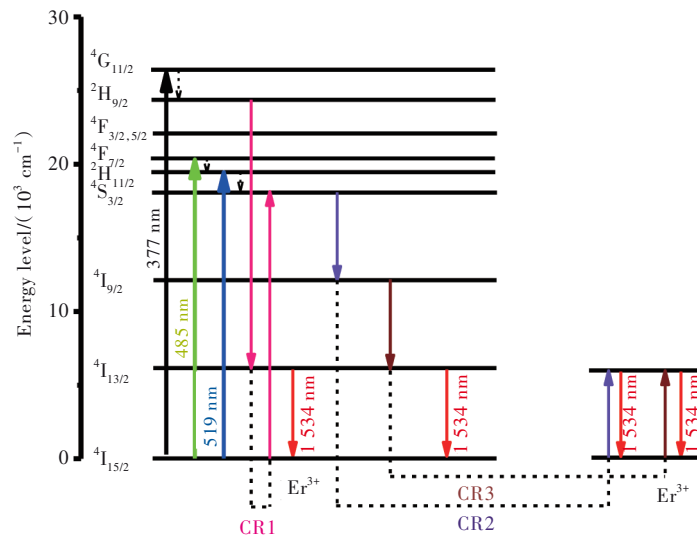 30
20
10
0
Energy level/(10³ cm⁻¹)
⁴G₁₁/₂
²H₉/₂
⁴F₃/₂,₅/₂
⁴F₇/₂
²H₁₁/₂
⁴S₃/₂
⁴I₉/₂
⁴I₁₃/₂
⁴I₁₅/₂
377 nm
485 nm
519 nm
1 534 nm
1 534 nm
1 534 nm
1 534 nm
Er³⁺
Er³⁺
CR1
CR3
CR2